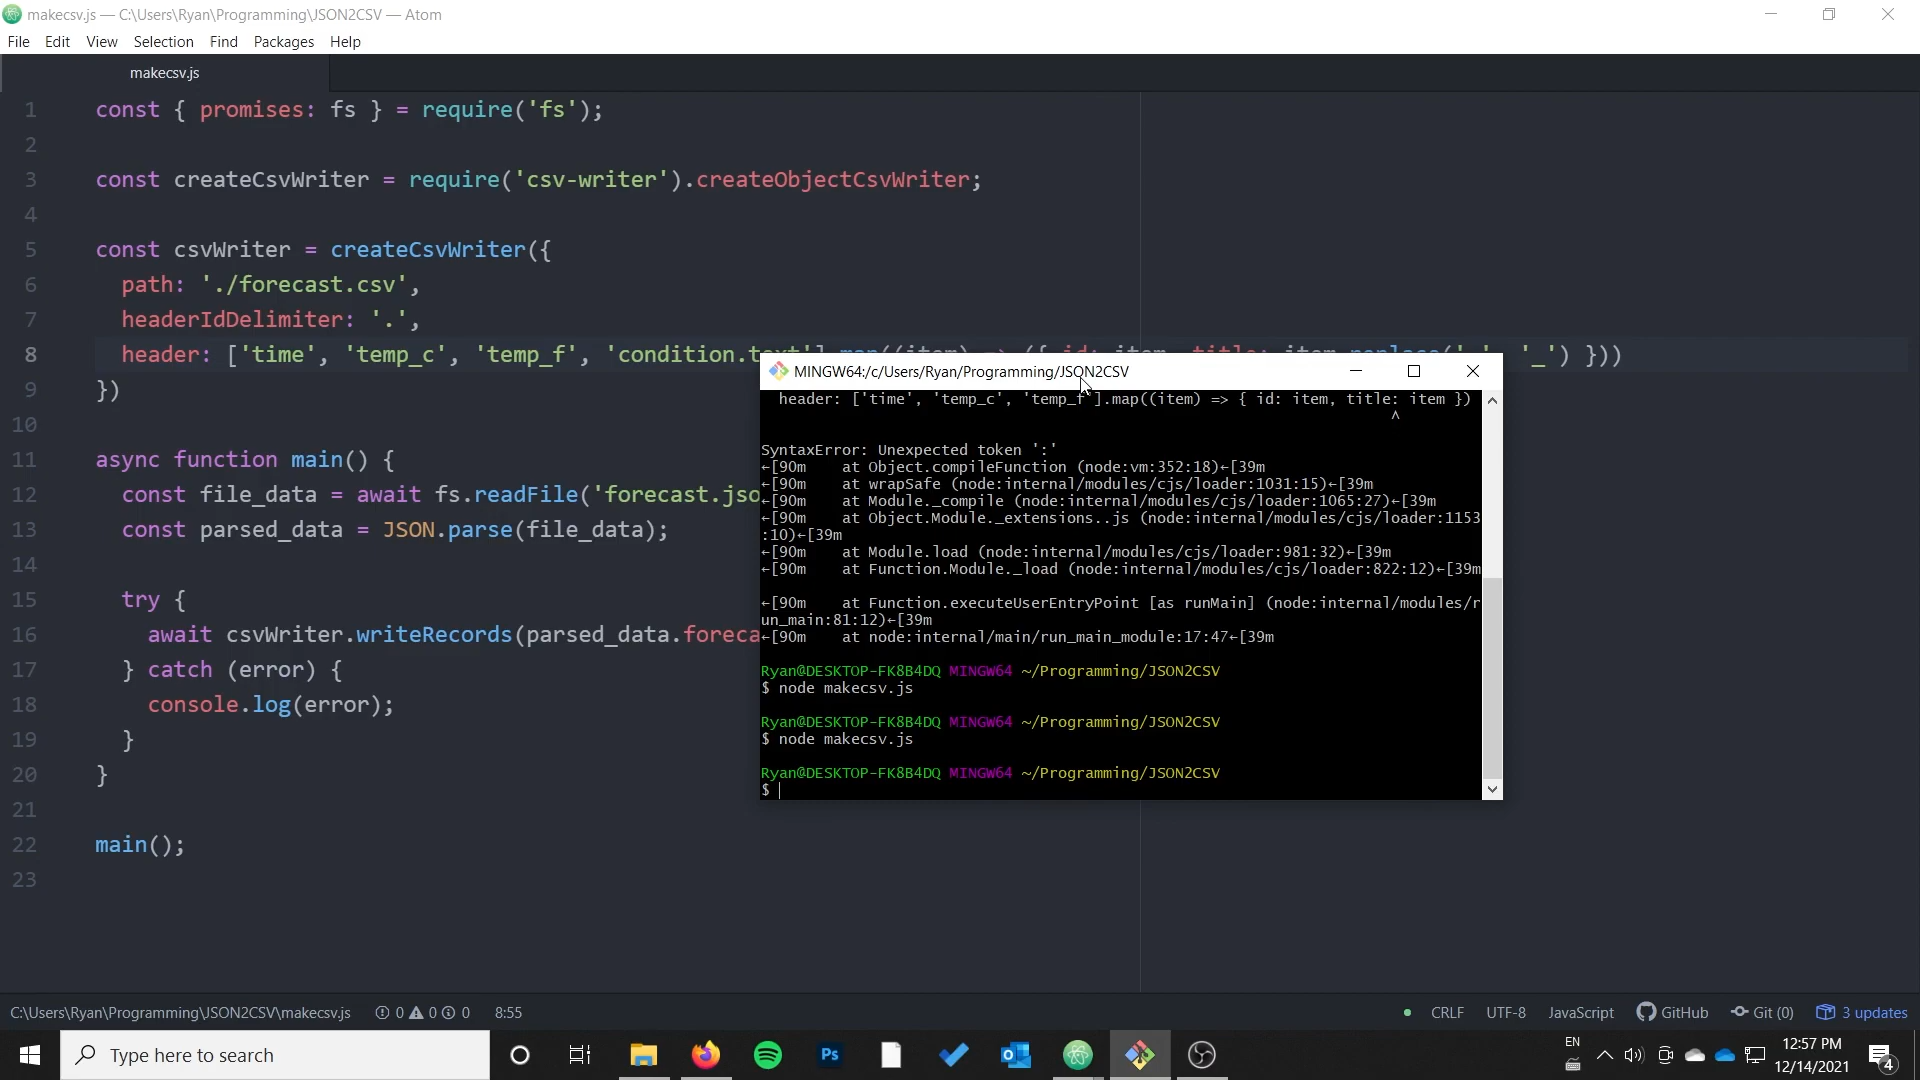 makecsv.js — C:\Users\Ryan\Programming\JSON2CSV — Atom
File Edit View Selection Find Packages Help
makecsv.js
1 const { promises: fs } = require('fs');
2
3 const createCsvWriter = require('csv-writer').createObjectCsvWriter;
4
5 const csvWriter = createCsvWriter({
6 path: './forecast.csv',
7 headerIdDelimiter: '.',
8 header: ['time', 'temp_c', 'temp_f', 'condition. '_') }))
9 })
10
11 async function main() {
12 const file_data = await fs.readFile('forecast.jso
13 const parsed_data = JSON.parse(file_data);
14
15 try {
16 await csvWriter.writeRecords(parsed_data.foreca
17 } catch (error) {
18 console.log(error);
19 }
20 }
21
22 main();
23
MINGW64:/c/Users/Ryan/Programming/JSON2CSV
header: ['time', 'temp_c', 'temp_f'].map((item) => { id: item, title: item })
^
SyntaxError: Unexpected token ':'
←[90m at Object.compileFunction (node:vm:352:18)←[39m
←[90m at wrapSafe (node:internal/modules/cjs/loader:1031:15)←[39m
←[90m at Module._compile (node:internal/modules/cjs/loader:1065:27)←[39m
←[90m at Object.Module._extensions..js (node:internal/modules/cjs/loader:1153
:10)←[39m
←[90m at Module.load (node:internal/modules/cjs/loader:981:32)←[39m
←[90m at Function.Module._load (node:internal/modules/cjs/loader:822:12)←[39m
←[90m at Function.executeUserEntryPoint [as runMain] (node:internal/modules/r
un_main:81:12)←[39m
←[90m at node:internal/main/run_main_module:17:47←[39m
Ryan@DESKTOP-FK8B4DQ MINGW64 ~/Programming/JSON2CSV
$ node makecsv.js
Ryan@DESKTOP-FK8B4DQ MINGW64 ~/Programming/JSON2CSV
$ node makecsv.js
Ryan@DESKTOP-FK8B4DQ MINGW64 ~/Programming/JSON2CSV
$
C:\Users\Ryan\Programming\JSON2CSV\makecsv.js 0 0 0 8:55 CRLF UTF-8 JavaScript GitHub Git (0) 3 updates
Type here to search
Ps
EN
12:57 PM
12/14/2021
4